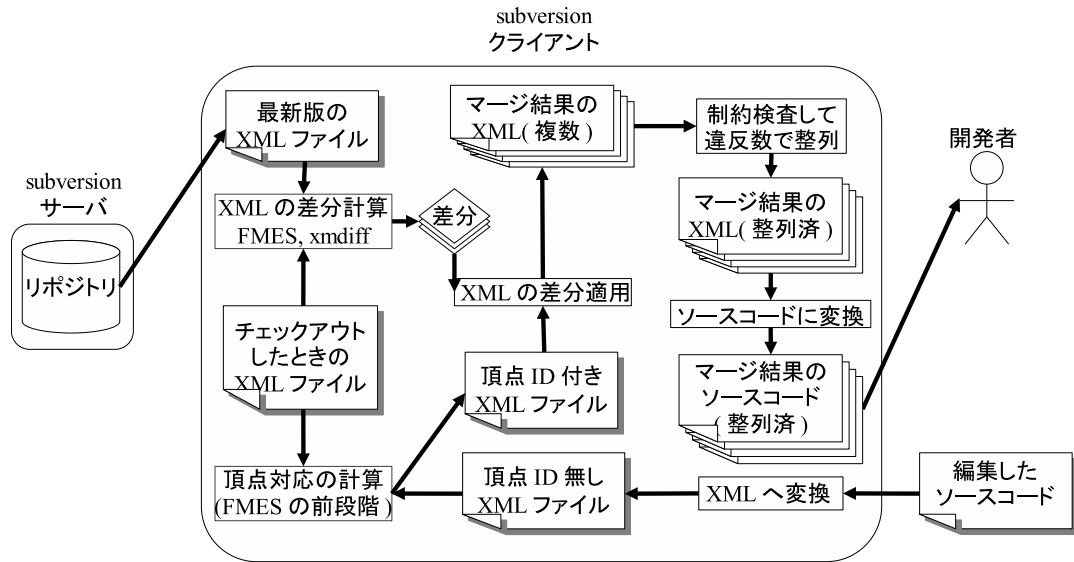 subversion
クライアント
最新版の
XML ファイル
マージ結果の
XML( 複数 )
制約検査して
違反数で整列
開発者
subversion
サーバ
リポジトリ
XML の差分計算
FMES, xmdiff
差分
マージ結果の
XML( 整列済 )
XML の差分適用
ソースコードに変換
チェックアウト
したときの
XML ファイル
頂点 ID 付き
XML ファイル
マージ結果の
ソースコード
( 整列済 )
頂点対応の計算
(FMES の前段階 )
頂点 ID 無し
XML ファイル
XML へ変換
編集した
ソースコード